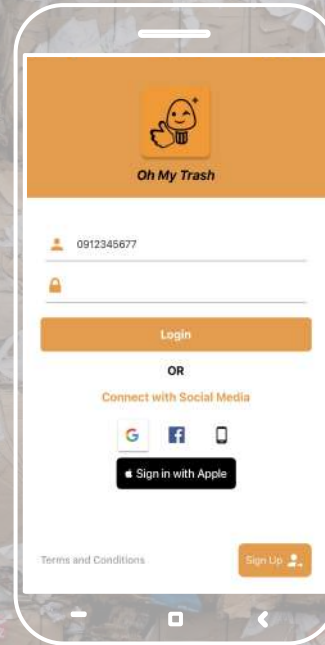 Oh My Trash
0912345677
Login
OR
Connect with Social Media
Sign in with Apple
Terms and Conditions
Sign Up